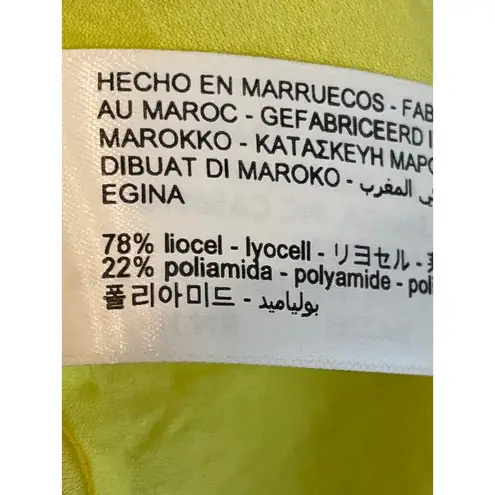 HECHO EN MARRUECOS - FAB
AU MAROC - GEFABRICEERD I
MAROKKO - ΚΑΤΑΣΚΕΥΗ ΜΑΡΟ
DIBUAT DI MAROKO - في المغرب
EGINA
78% liocel - lyocell - リヨセル -
22% poliamida - polyamide - poli
폴리아미드 - بولياميد